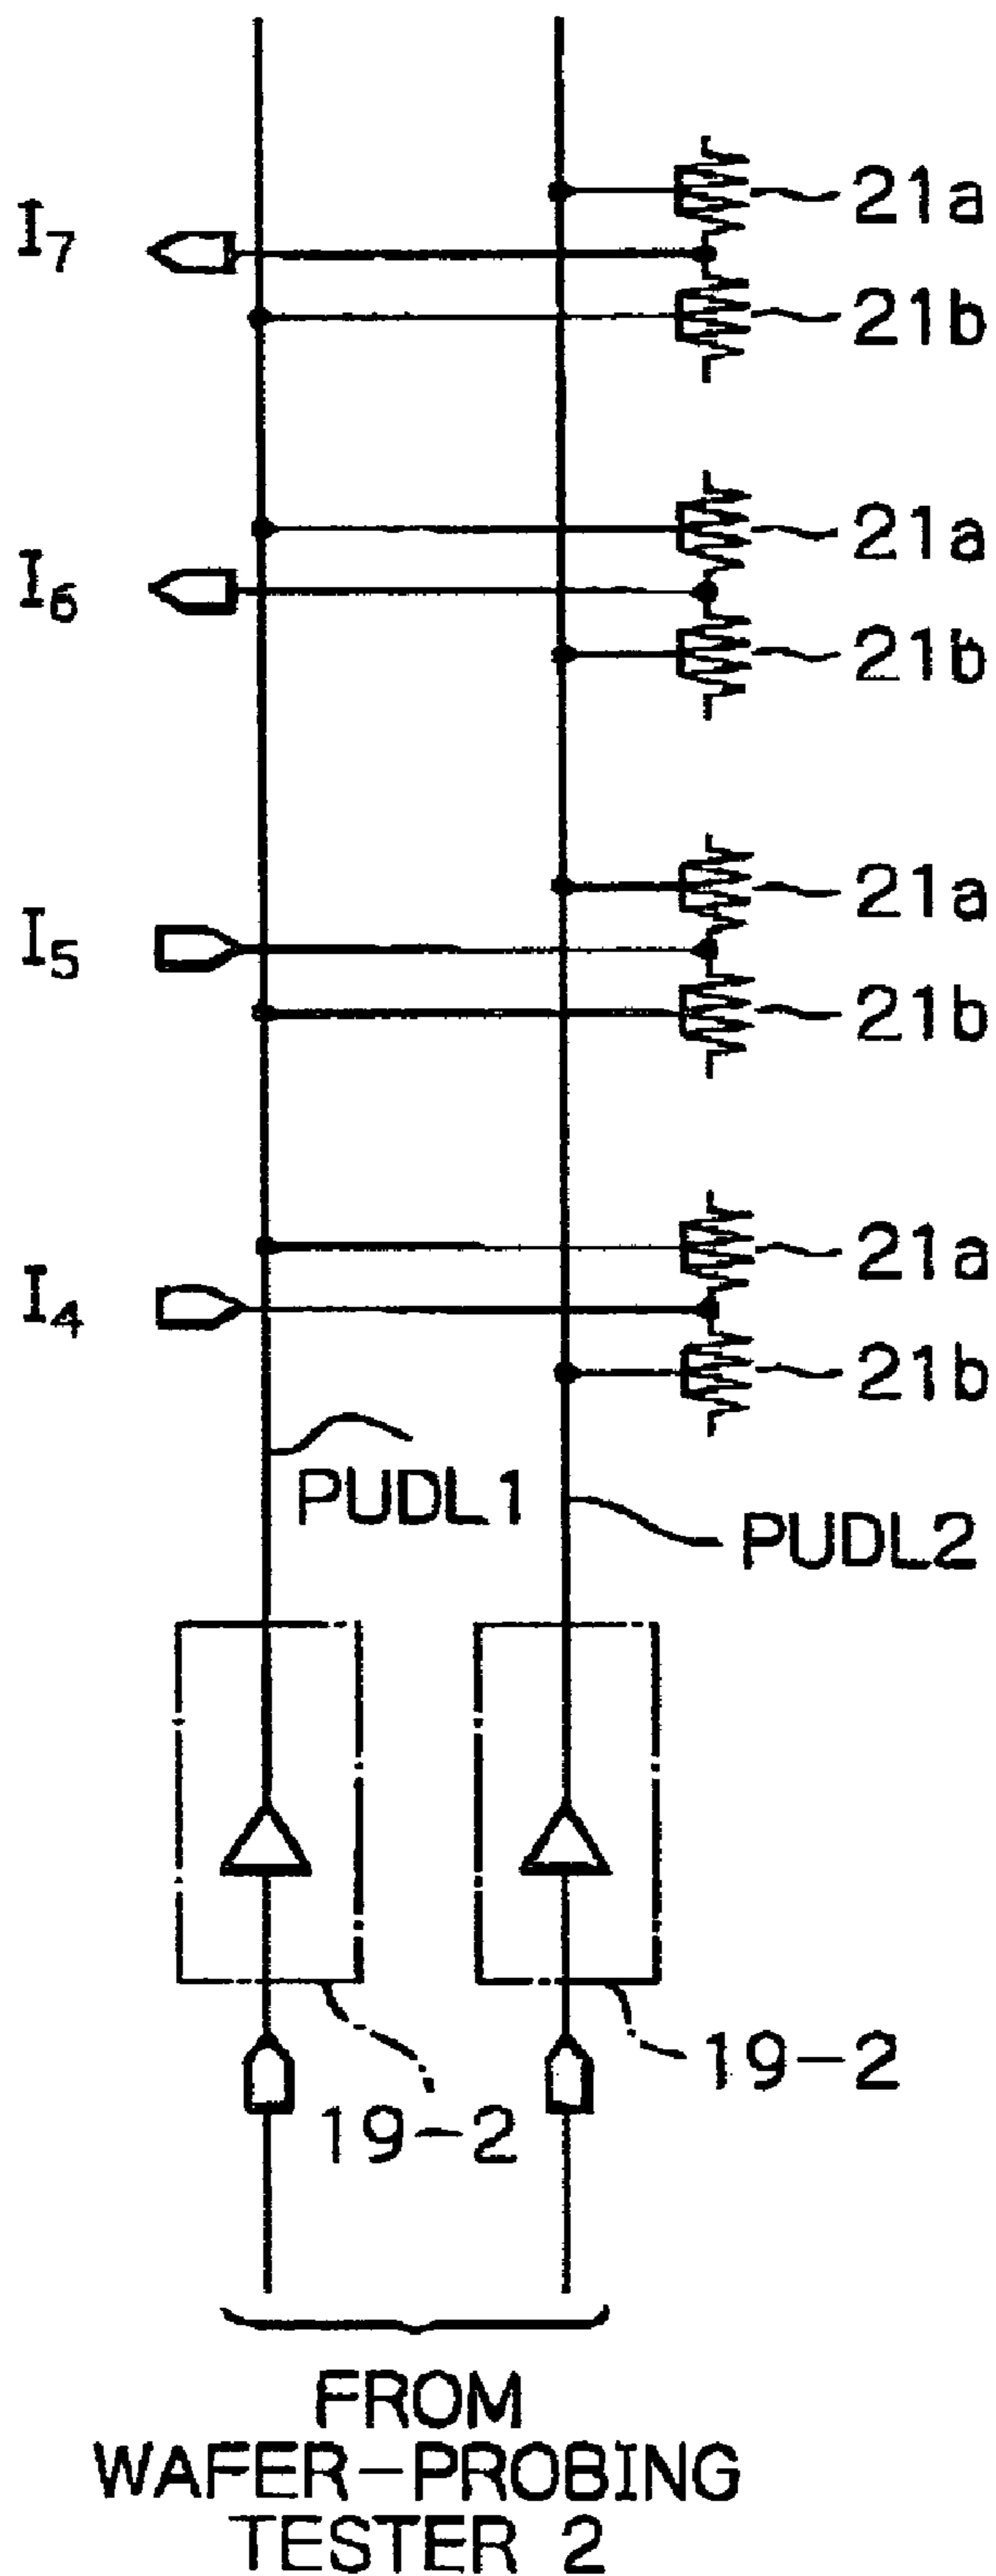 21a
I7
21b
21a
I6
21b
21a
I5
21b
21a
I4
21b
PUDL1
PUDL2
19-2
19-2
FROM
WAFER-PROBING
TESTER 2